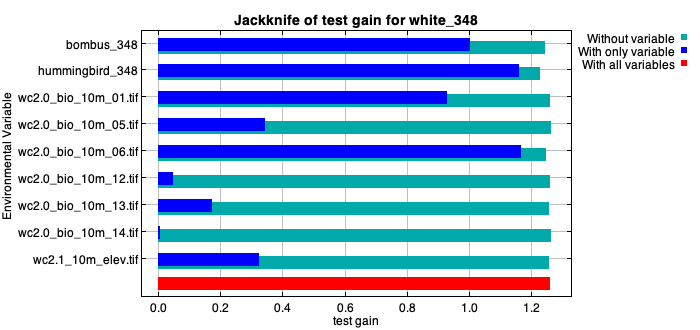 Jackknife of test gain for white_348
Without variable
With only variable
With all variables
Environmental Variable
bombus_348
hummingbird_348
wc2.0_bio_10m_01.tif
wc2.0_bio_10m_05.tif
wc2.0_bio_10m_06.tif
wc2.0_bio_10m_12.tif
wc2.0_bio_10m_13.tif
wc2.0_bio_10m_14.tif
wc2.1_10m_elev.tif
0.0 0.2 0.4 0.6 0.8 1.0 1.2
test gain